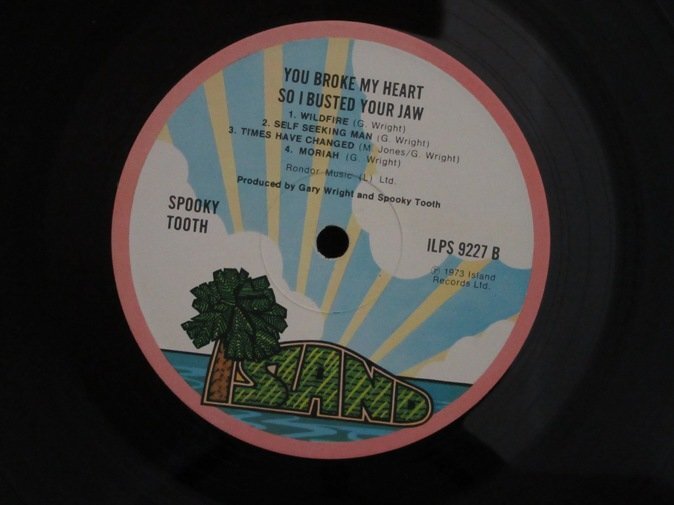 YOU BROKE MY HEART
SO I BUSTED YOUR JAW
1. WILDFIRE (G. Wright)
2. SELF SEEKING MAN (G. Wright)
3. TIMES HAVE CHANGED (M. Jones/G. Wright)
4. MORIAH (G. Wright)
Rondor Music (L) Ltd.
Produced by Gary Wright and Spooky Tooth
SPOOKY
TOOTH
ILPS 9227 B
℗ 1973 Island
Records Ltd.
ISLAND